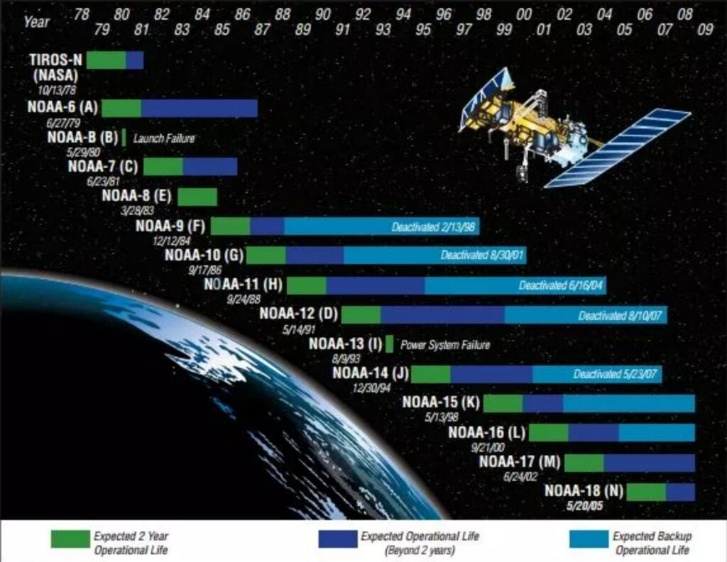 Year 78 80 82 84 86 88 90 92 94 96 98 00 02 04 06 08
79 81 83 85 87 89 91 93 95 97 99 01 03 05 07 09
TIROS-N
(NASA)
10/13/78
NOAA-6 (A)
6/27/79
NOAA-B (B) Launch Failure
5/29/80
NOAA-7 (C)
6/23/81
NOAA-8 (E)
3/28/83
NOAA-9 (F) Deactivated 2/13/98
12/12/84
NOAA-10 (G) Deactivated 8/30/01
9/17/86
NOAA-11 (H) Deactivated 6/16/04
9/24/88
NOAA-12 (D) Deactivated 8/10/07
5/14/91
NOAA-13 (I) Power System Failure
8/9/93
NOAA-14 (J) Deactivated 5/23/07
12/30/94
NOAA-15 (K)
5/13/98
NOAA-16 (L)
9/21/00
NOAA-17 (M)
6/24/02
NOAA-18 (N)
5/20/05
Expected 2 Year
Operational Life
Expected Operational Life
(Beyond 2 years)
Expected Backup
Operational Life